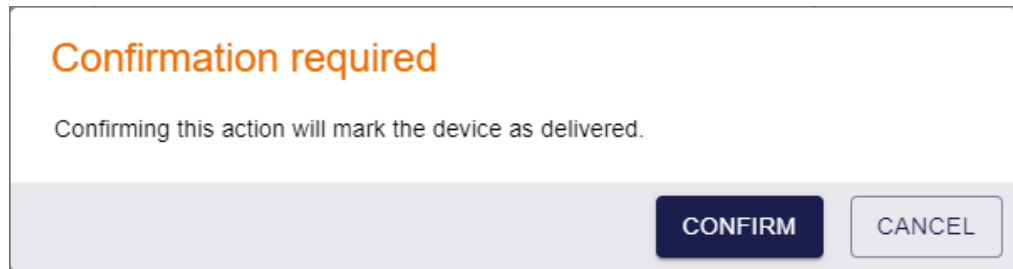 Confirmation required
Confirming this action will mark the device as delivered.
CONFIRM
CANCEL